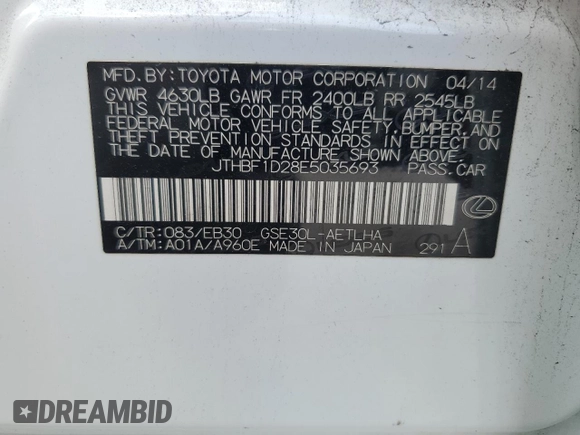 MFD. BY: TOYOTA MOTOR CORPORATION 04/14
GVWR 4630LB GAWR FR 2400LB RR 2545LB
THIS VEHICLE CONFORMS TO ALL APPLICABLE
FEDERAL MOTOR VEHICLE SAFETY, BUMPER, AND
THEFT PREVENTION STANDARDS IN EFFECT ON
THE DATE OF MANUFACTURE SHOWN ABOVE.
JTHBF1D28E5035693 PASS. CAR
C/TR: 083/EB30 GSE30L-AETLHA
A/TM: A01A/A960E MADE IN JAPAN 291 A
DREAMBID